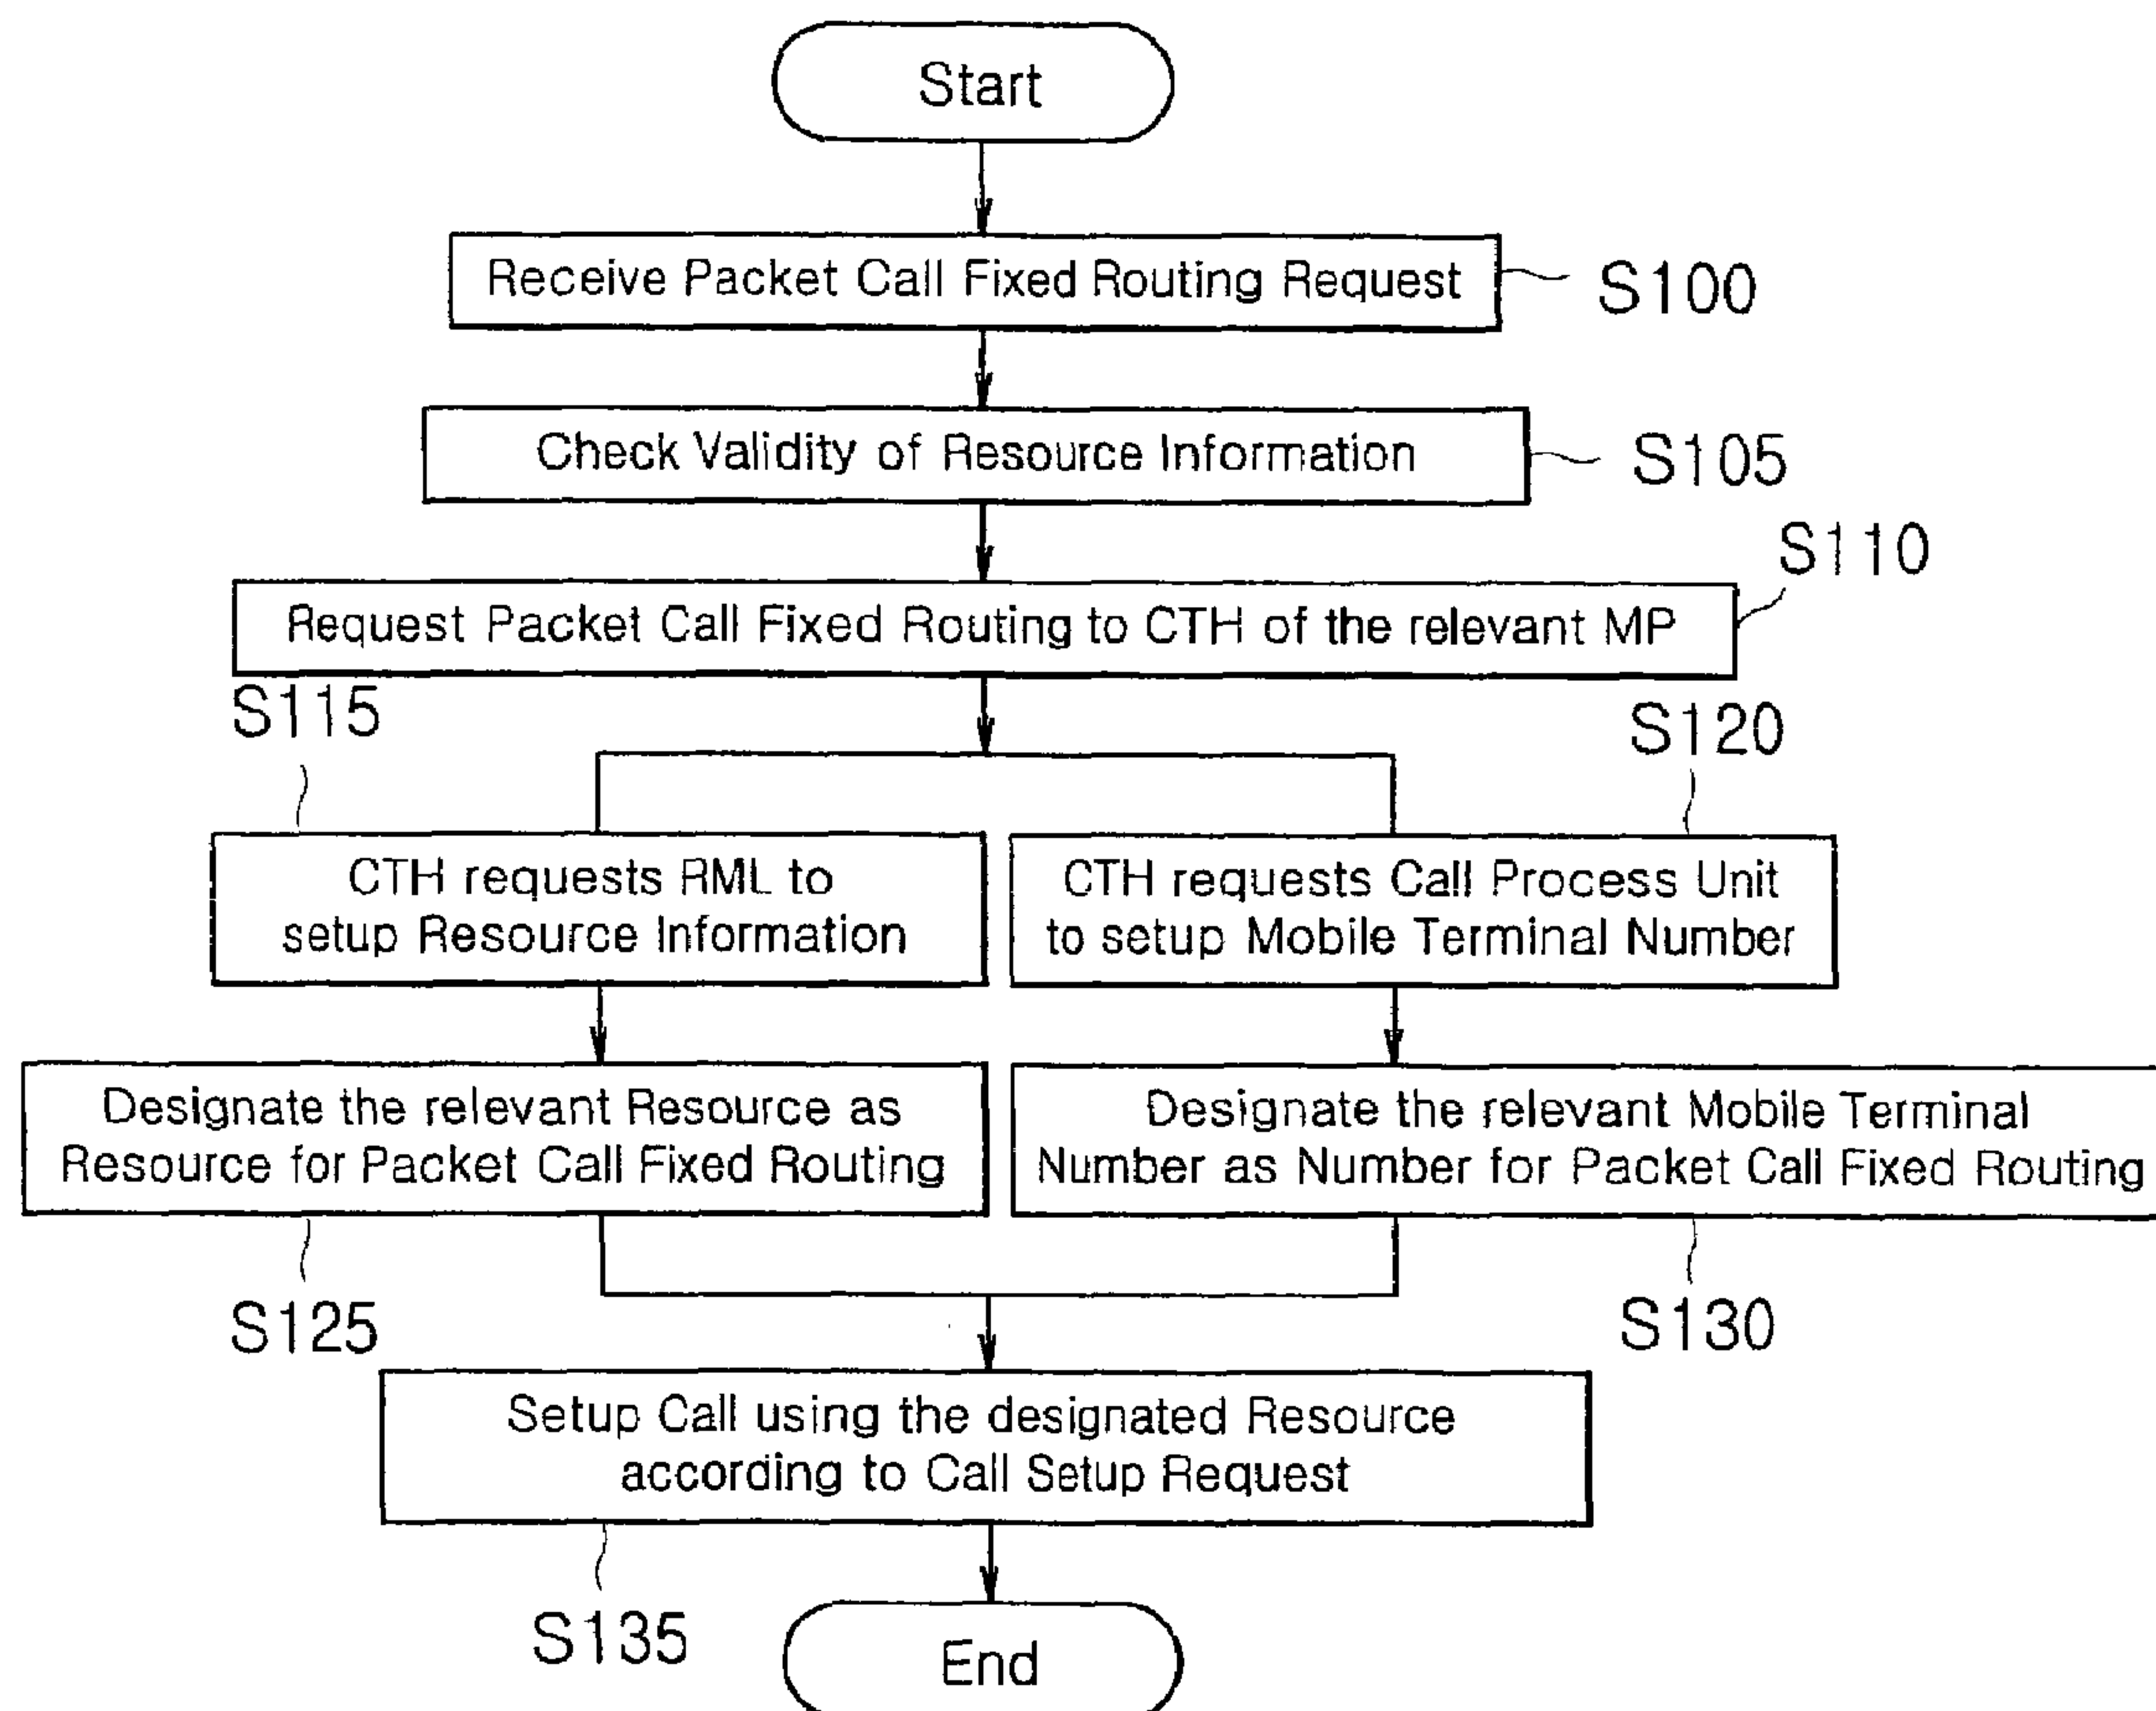 Start
Receive Packet Call Fixed Routing Request
S100
Check Validity of Resource Information
S105
S110
Request Packet Call Fixed Routing to CTH of the relevant MP
S115
S120
CTH requests RML to
setup Resource Information
CTH requests Call Process Unit
to setup Mobile Terminal Number
Designate the relevant Resource as
Resource for Packet Call Fixed Routing
Designate the relevant Mobile Terminal
Number as Number for Packet Call Fixed Routing
S125
S130
Setup Call using the designated Resource
according to Call Setup Request
S135
End